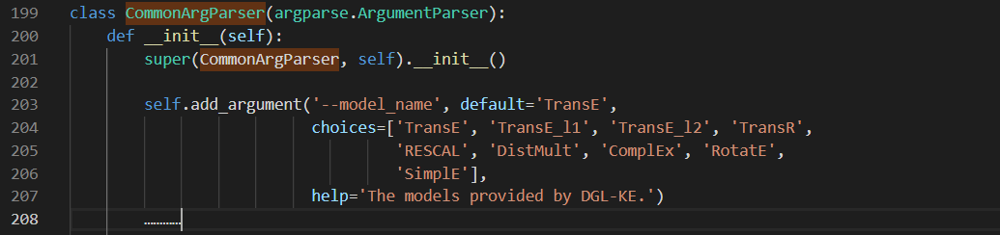 199 class CommonArgParser(argparse.ArgumentParser):
200     def __init__(self):
201         super(CommonArgParser, self).__init__()
202
203         self.add_argument('--model_name', default='TransE',
204                           choices=['TransE', 'TransE_l1', 'TransE_l2', 'TransR',
205                                    'RESCAL', 'DistMult', 'ComplEx', 'RotatE',
206                                    'SimplE'],
207                           help='The models provided by DGL-KE.')
208         …………